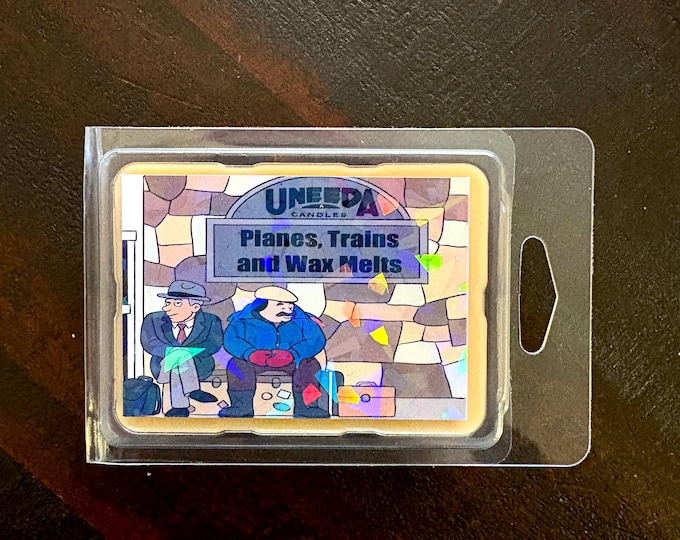 UNEEDA
CANDLES
Planes, Trains
and Wax Melts